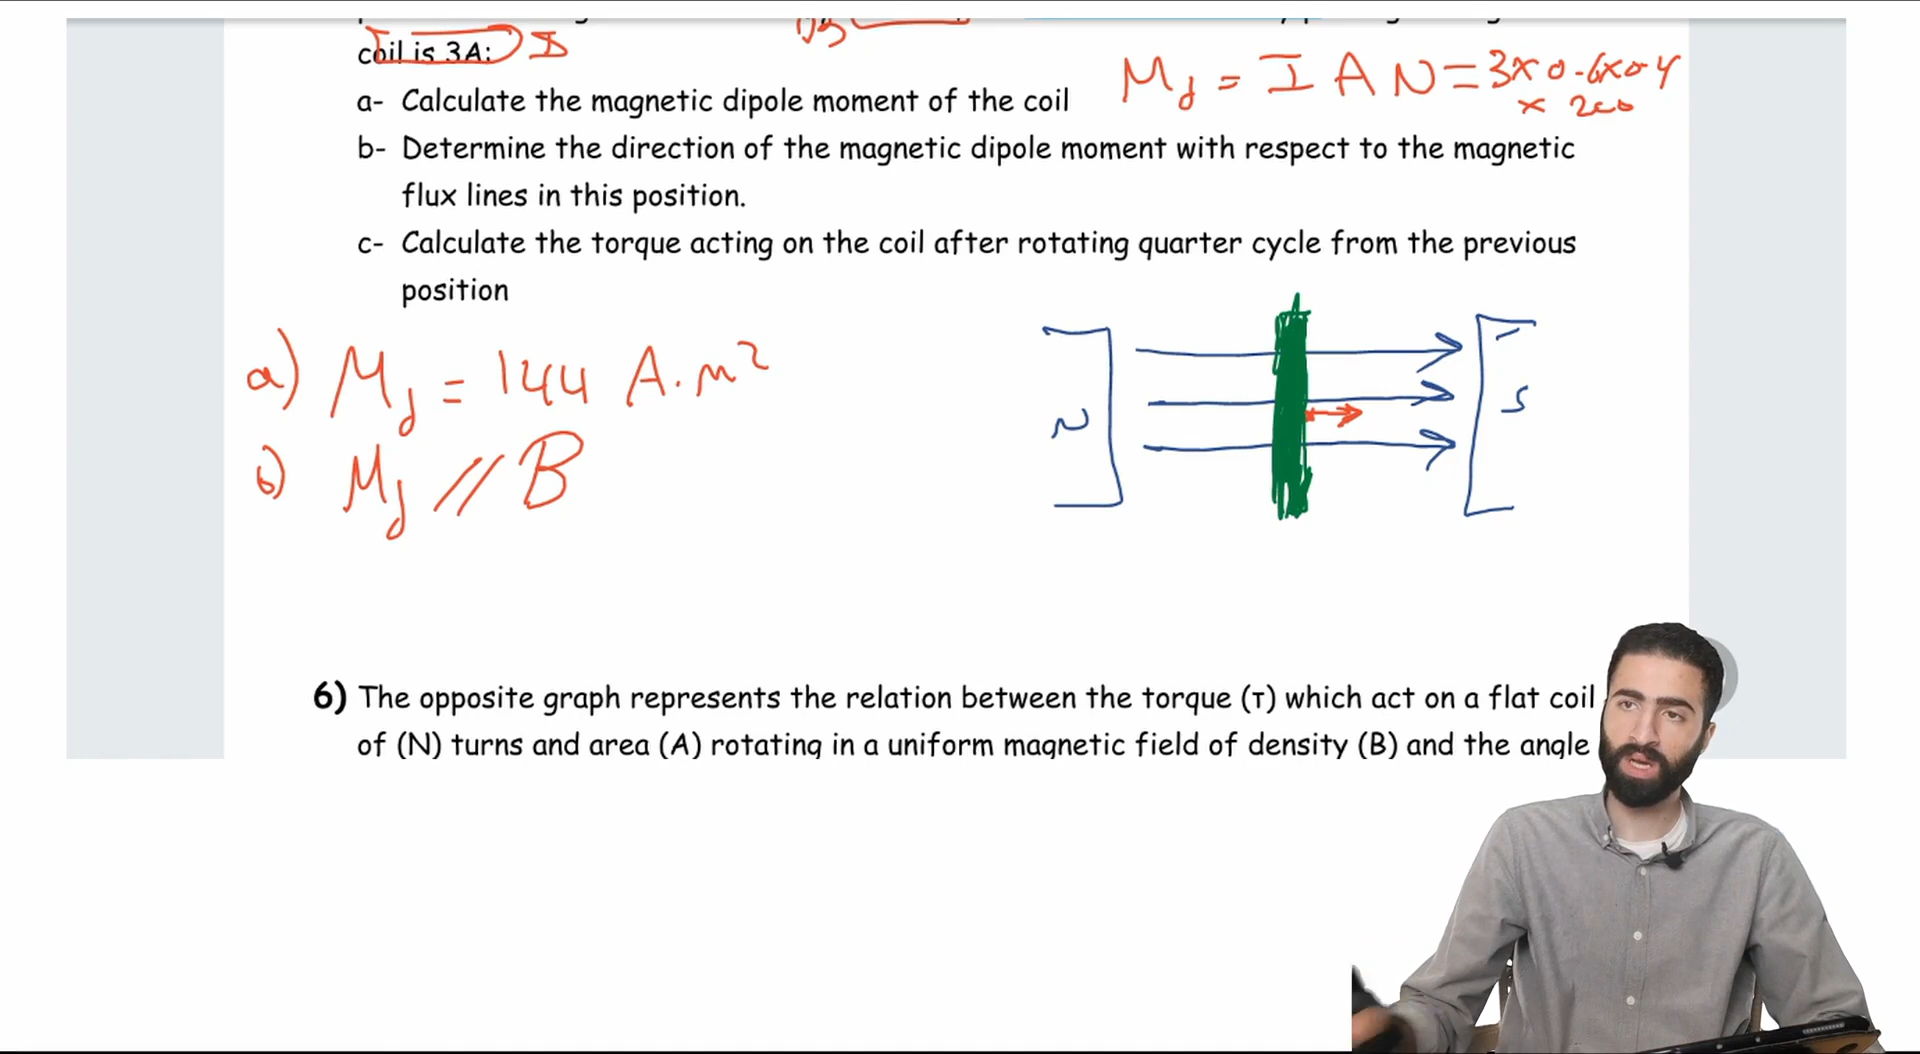 coil is 3A: I
M_d = I A N = 3 x 0.6 x 0.4
x 200
a- Calculate the magnetic dipole moment of the coil
b- Determine the direction of the magnetic dipole moment with respect to the magnetic
flux lines in this position.
c- Calculate the torque acting on the coil after rotating quarter cycle from the previous
position
a) M_d = 144 A.m²
b) M_d // B
N
S
6) The opposite graph represents the relation between the torque (τ) which act on a flat coil
of (N) turns and area (A) rotating in a uniform magnetic field of density (B) and the angle